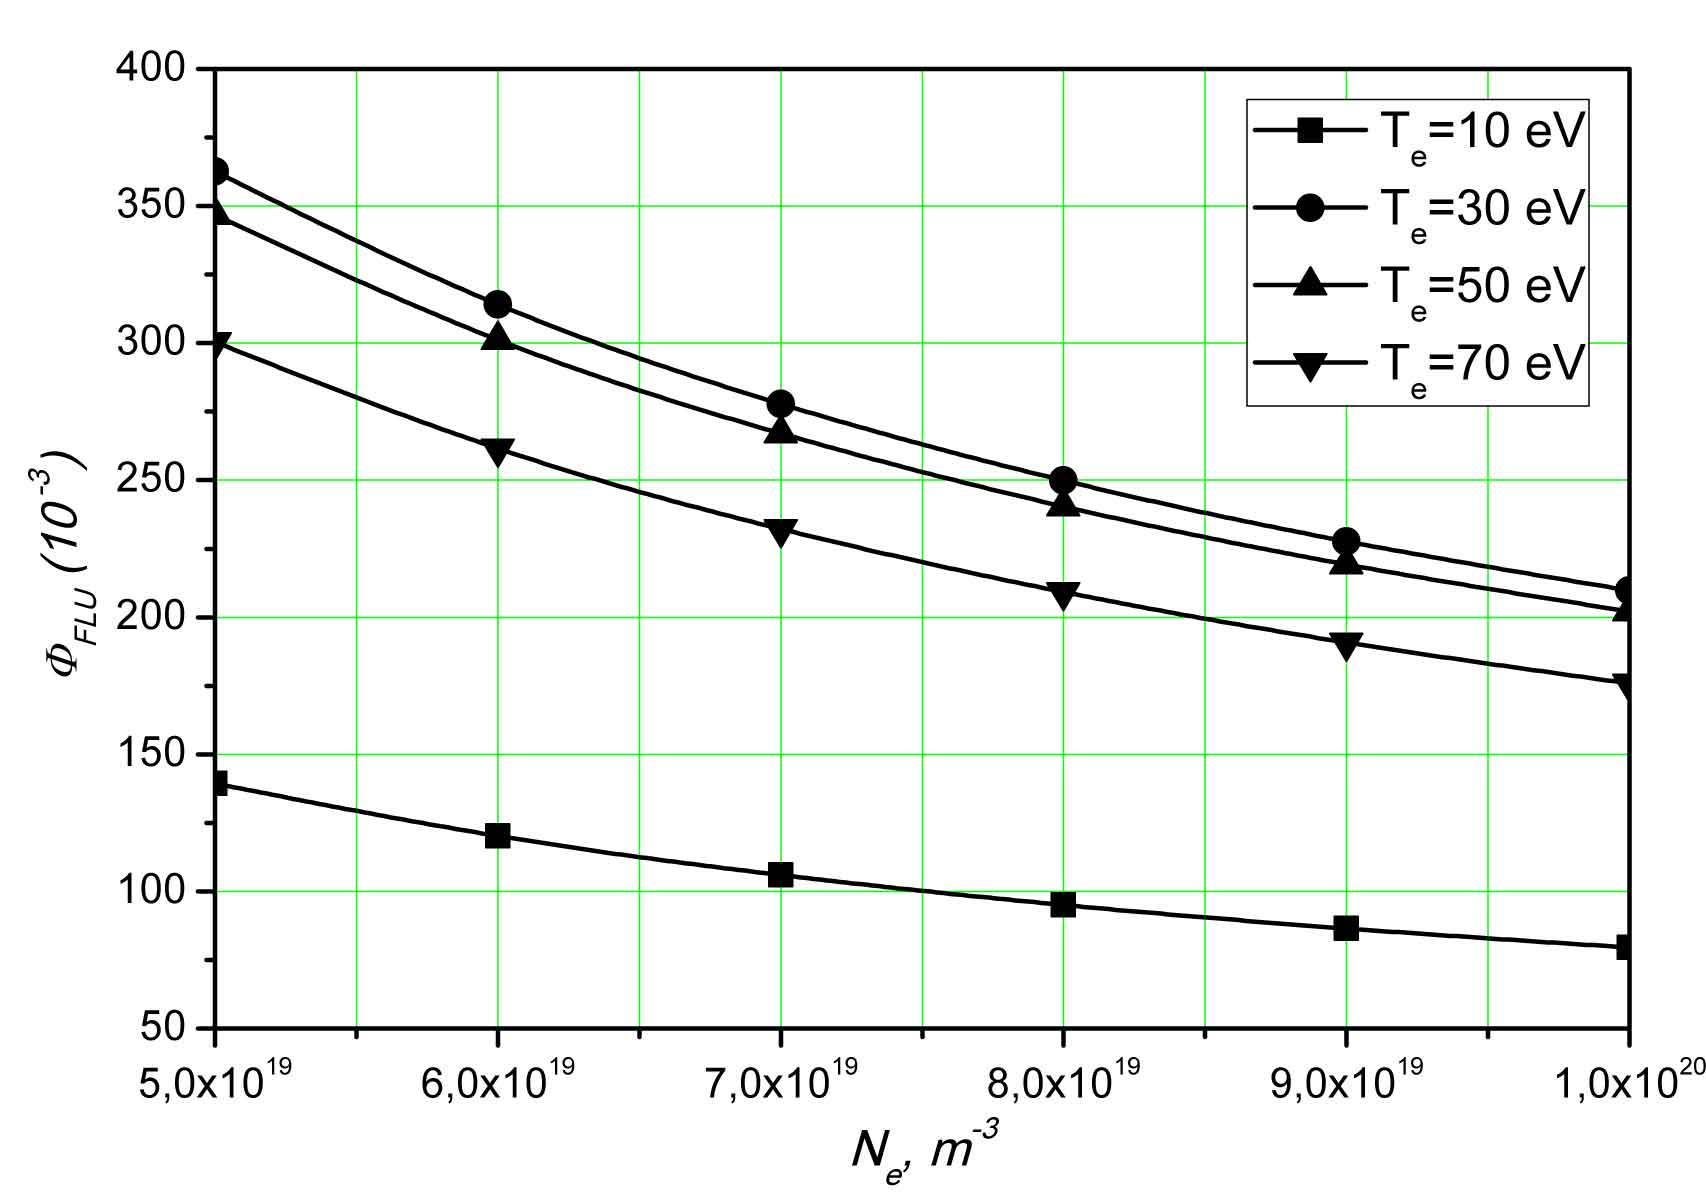 400
350
300
250
200
150
100
50
Φ_FLU (10^-3)
T_e=10 eV
T_e=30 eV
T_e=50 eV
T_e=70 eV
5,0x10^19 6,0x10^19 7,0x10^19 8,0x10^19 9,0x10^19 1,0x10^20
N_e, m^-3